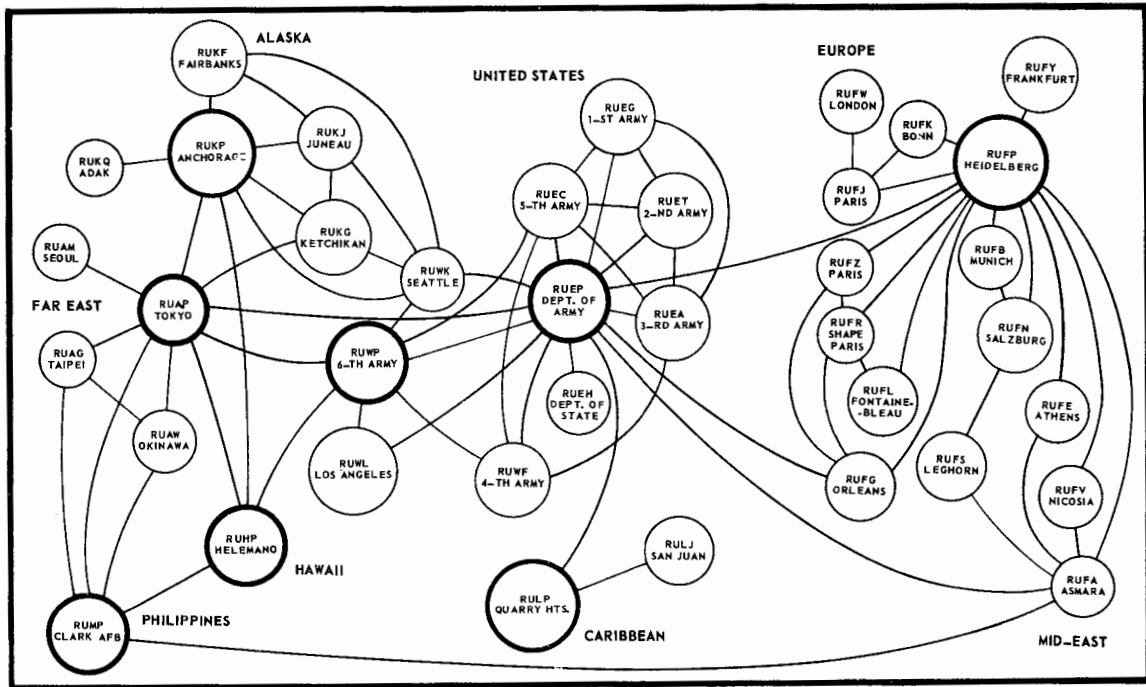 ALASKA
RUKF
FAIRBANKS
RUKP
ANCHORAGE
RUKJ
JUNEAU
RUKQ
ADAK
RUKG
KETCHIKAN
RUAM
SEOUL
FAR EAST
RUAP
TOKYO
RUWK
SEATTLE
RUAG
TAIPEI
RUWP
6-TH ARMY
RUAW
OKINAWA
RUWL
LOS ANGELES
RUHP
HELEMANO
HAWAII
RUMP
CLARK AFB
PHILIPPINES
UNITED STATES
RUEG
1-ST ARMY
RUEC
5-TH ARMY
RUET
2-ND ARMY
RUEP
DEPT. OF
ARMY
RUEA
3-RD ARMY
RUEH
DEPT. OF
STATE
RUWF
4-TH ARMY
RULJ
SAN JUAN
RULP
QUARRY HTS.
CARIBBEAN
EUROPE
RUFY
FRANKFURT
RUFW
LONDON
RUFK
BONN
RUFP
HEIDELBERG
RUFJ
PARIS
RUFZ
PARIS
RUFB
MUNICH
RUFR
SHAPE
PARIS
RUFN
SALZBURG
RUFL
FONTAINE-
-BLEAU
RUFE
ATHENS
RUFS
LEGHORN
RUFG
ORLEANS
RUFV
NICOSIA
RUFA
ASMARA
MID-EAST